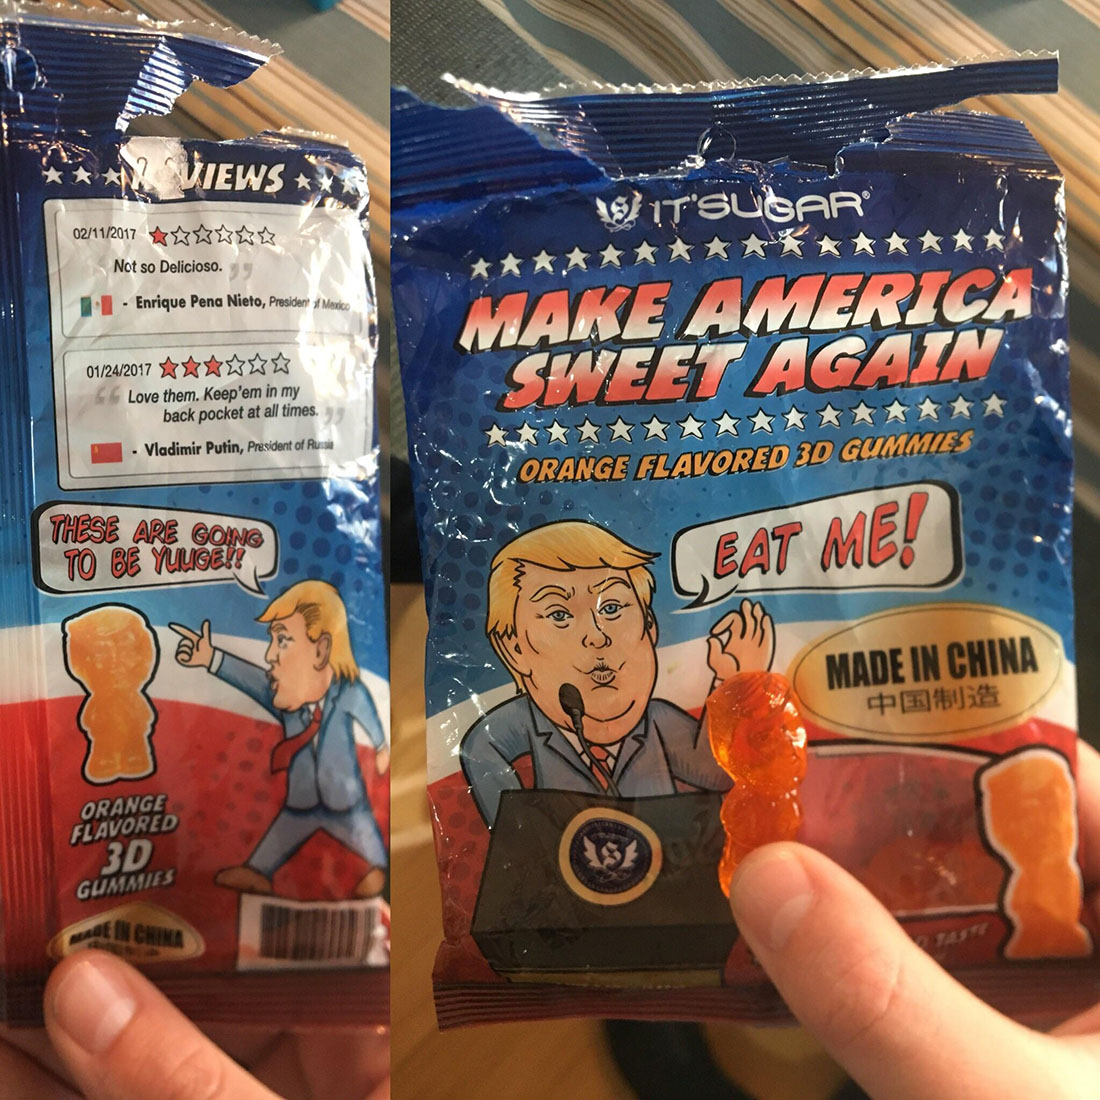 REVIEWS
02/11/2017
Not so Delicioso.
- Enrique Pena Nieto, President of Mexico
01/24/2017
Love them. Keep'em in my
back pocket at all times.
- Vladimir Putin, President of Russia
THESE ARE GOING
TO BE YUUGE!!
ORANGE
FLAVORED
3D
GUMMIES
MADE IN CHINA
IT'SUGAR®
MAKE AMERICA
SWEET AGAIN
ORANGE FLAVORED 3D GUMMIES
EAT ME!
MADE IN CHINA
中国制造
S
TASTE